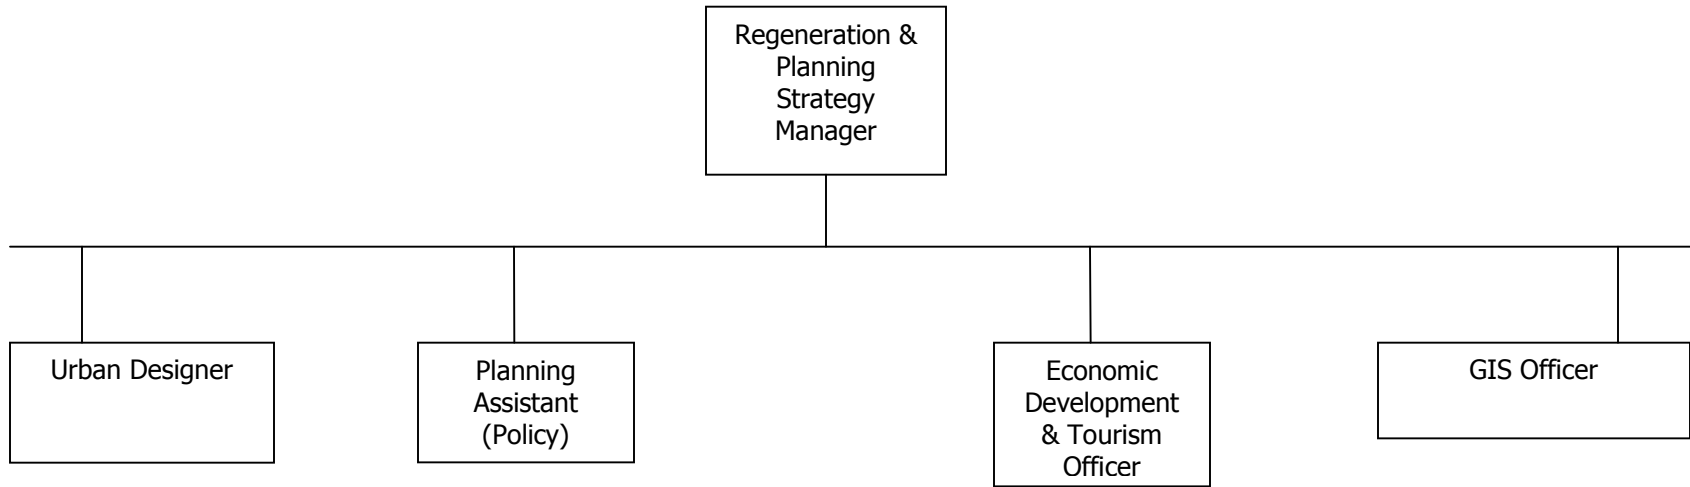 Regeneration &
Planning
Strategy
Manager
Urban Designer
Planning
Assistant
(Policy)
Economic
Development
& Tourism
Officer
GIS Officer